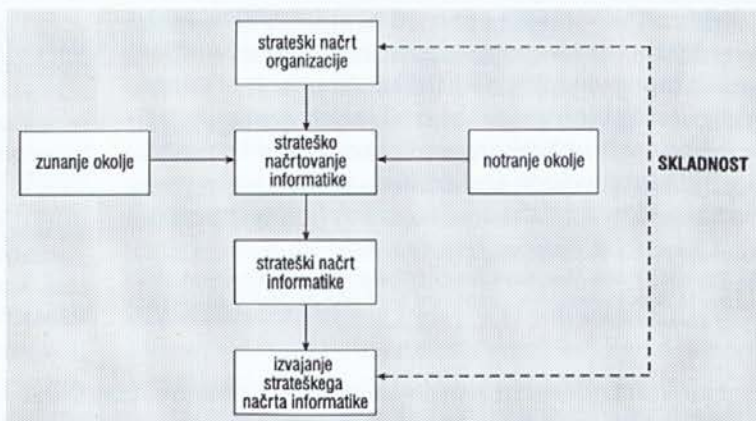 strateški načrt
organizacije
zunanje okolje
strateško
načrtovanje
informatike
notranje okolje
SKLADNOST
strateški načrt
informatike
izvajanje
strateškega
načrta informatike